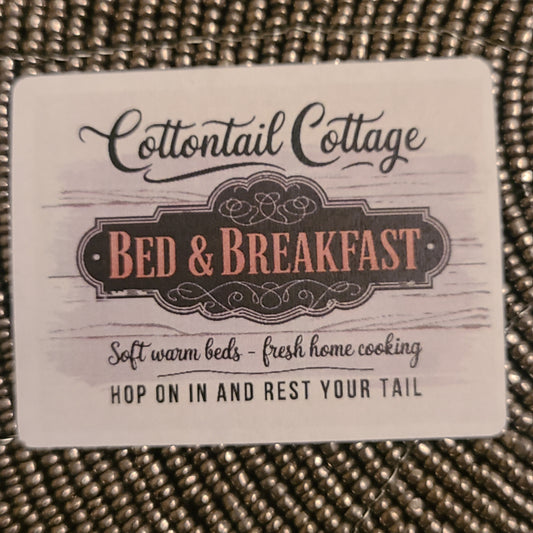 Cottontail Cottage
BED & BREAKFAST
Soft warm beds - fresh home cooking
HOP ON IN AND REST YOUR TAIL